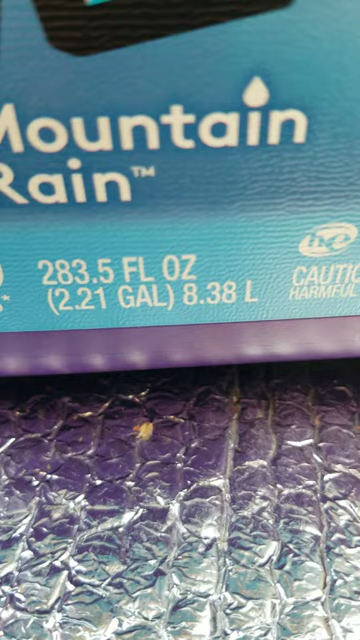 Mountain
Rain™
283.5 FL OZ
(2.21 GAL) 8.38 L
CAUTIO
HARMFUL